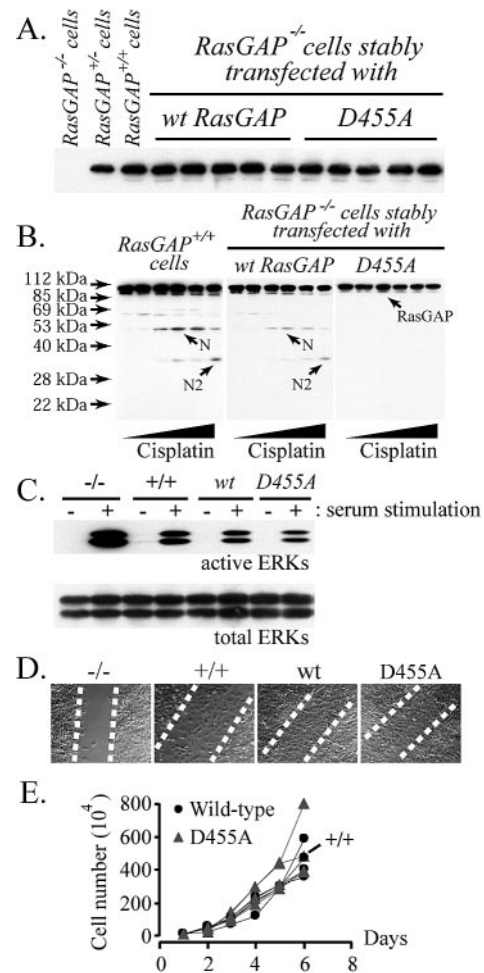 A.
RasGAP-/- cells
RasGAP+/- cells
RasGAP+/+ cells
RasGAP-/- cells stably
transfected with
wt RasGAP
D455A
B.
RasGAP+/+
cells
RasGAP-/- cells stably
transfected with
wt RasGAP
D455A
112 kDa
85 kDa
69 kDa
53 kDa
40 kDa
28 kDa
22 kDa
N
N2
N
N2
RasGAP
Cisplatin
Cisplatin
Cisplatin
C.
-/- +/+ wt D455A
- + - + - + - + : serum stimulation
active ERKs
total ERKs
D.
-/- +/+ wt D455A
E.
Cell number (10⁴)
800
600
400
200
0
Wild-type
D455A
+/+
0 2 4 6 8
Days